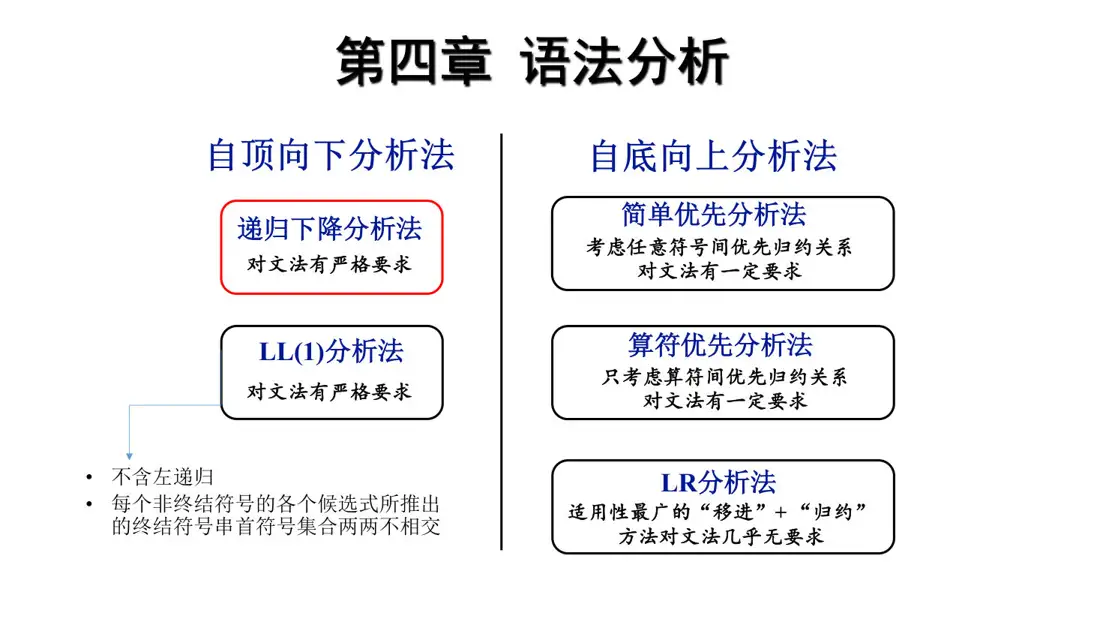 第四章 语法分析
自顶向下分析法
递归下降分析法
对文法有严格要求
LL(1)分析法
对文法有严格要求
• 不含左递归
• 每个非终结符号的各个候选式所推出
的终结符号串首符号集合两两不相交
自底向上分析法
简单优先分析法
考虑任意符号间优先归约关系
对文法有一定要求
算符优先分析法
只考虑算符间优先归约关系
对文法有一定要求
LR分析法
适用性最广的“移进”+“归约”
方法对文法几乎无要求